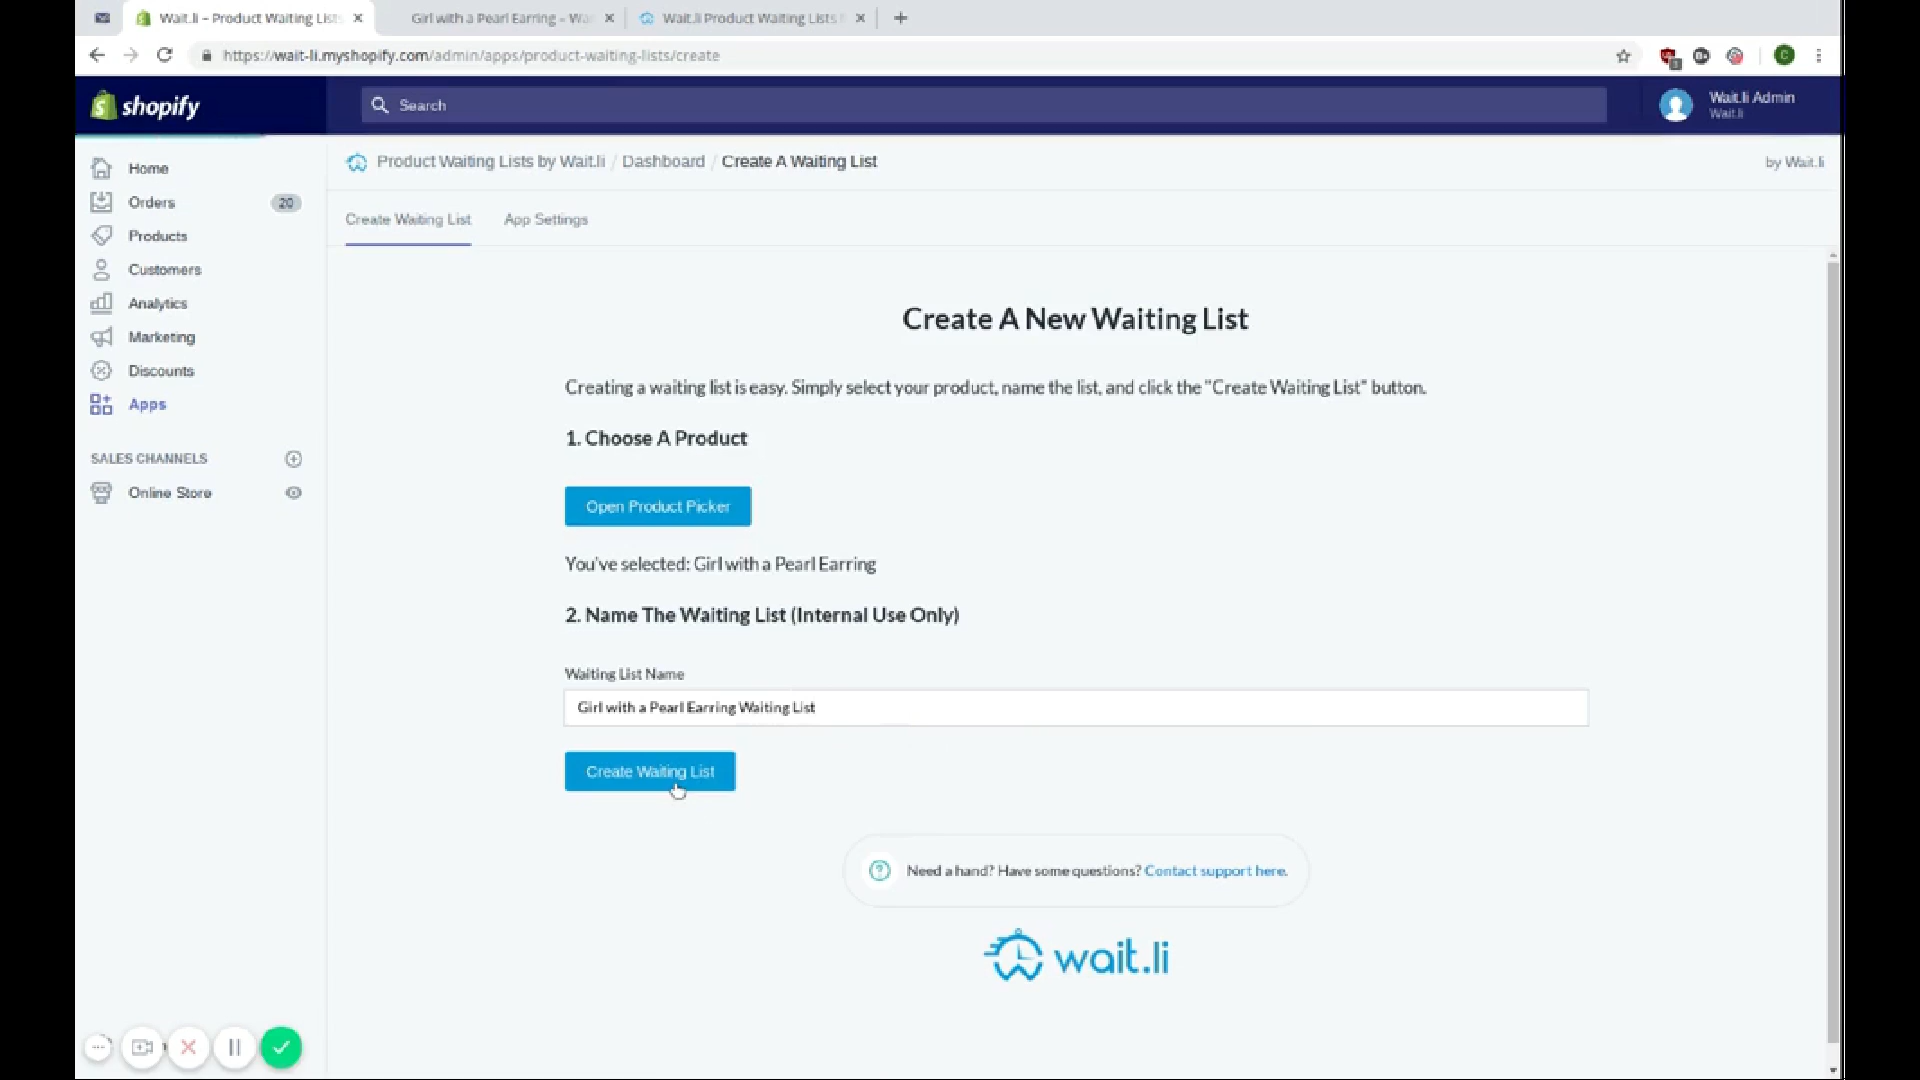 Wait.li – Product Waiting Lists
Girl with a Pearl Earring – Wai
Wait.li Product Waiting Lists
https://wait-li.myshopify.com/admin/apps/product-waiting-lists/create
shopify
Search
Wait.li Admin
Wait.li
Home
Orders 20
Products
Customers
Analytics
Marketing
Discounts
Apps
SALES CHANNELS
Online Store
Product Waiting Lists by Wait.li / Dashboard / Create A Waiting List
by Wait.li
Create Waiting List
App Settings
Create A New Waiting List
Creating a waiting list is easy. Simply select your product, name the list, and click the "Create Waiting List" button.
1. Choose A Product
Open Product Picker
You've selected: Girl with a Pearl Earring
2. Name The Waiting List (Internal Use Only)
Waiting List Name
Girl with a Pearl Earring Waiting List
Create Waiting List
Need a hand? Have some questions? Contact support here.
wait.li